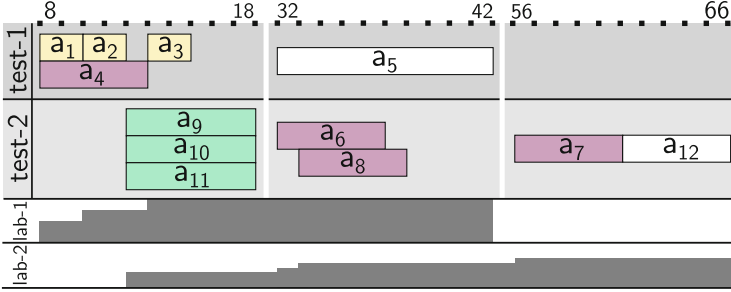 8 18 32 42 56 66
test-1
a1 a2 a3
a4
a5
test-2
a9
a10
a11
a6
a8
a7 a12
lab-1
lab-2